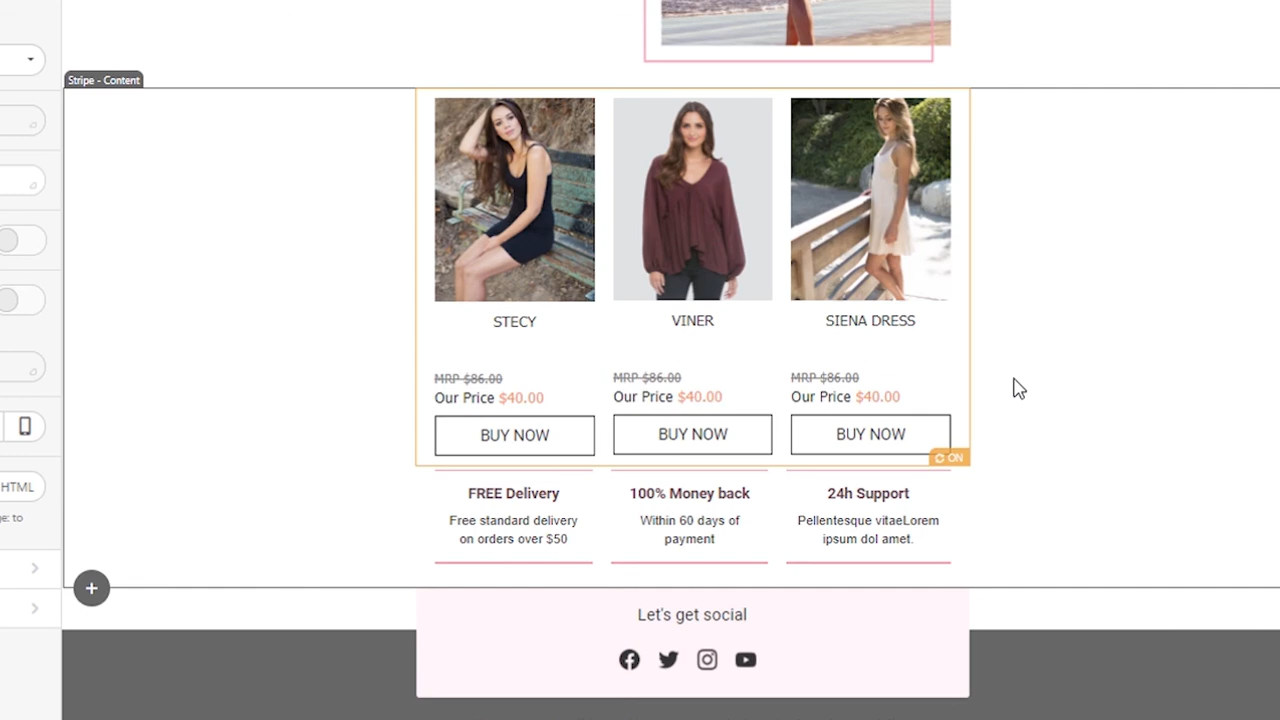 Stripe - Content
STECY
VINER
SIENA DRESS
MRP $86.00
MRP $86.00
MRP $86.00
Our Price $40.00
Our Price $40.00
Our Price $40.00
BUY NOW
BUY NOW
BUY NOW
ON
HTML
ge: to
FREE Delivery
100% Money back
24h Support
Free standard delivery
on orders over $50
Within 60 days of
payment
Pellentesque vitaeLorem
ipsum dol amet.
Let's get social